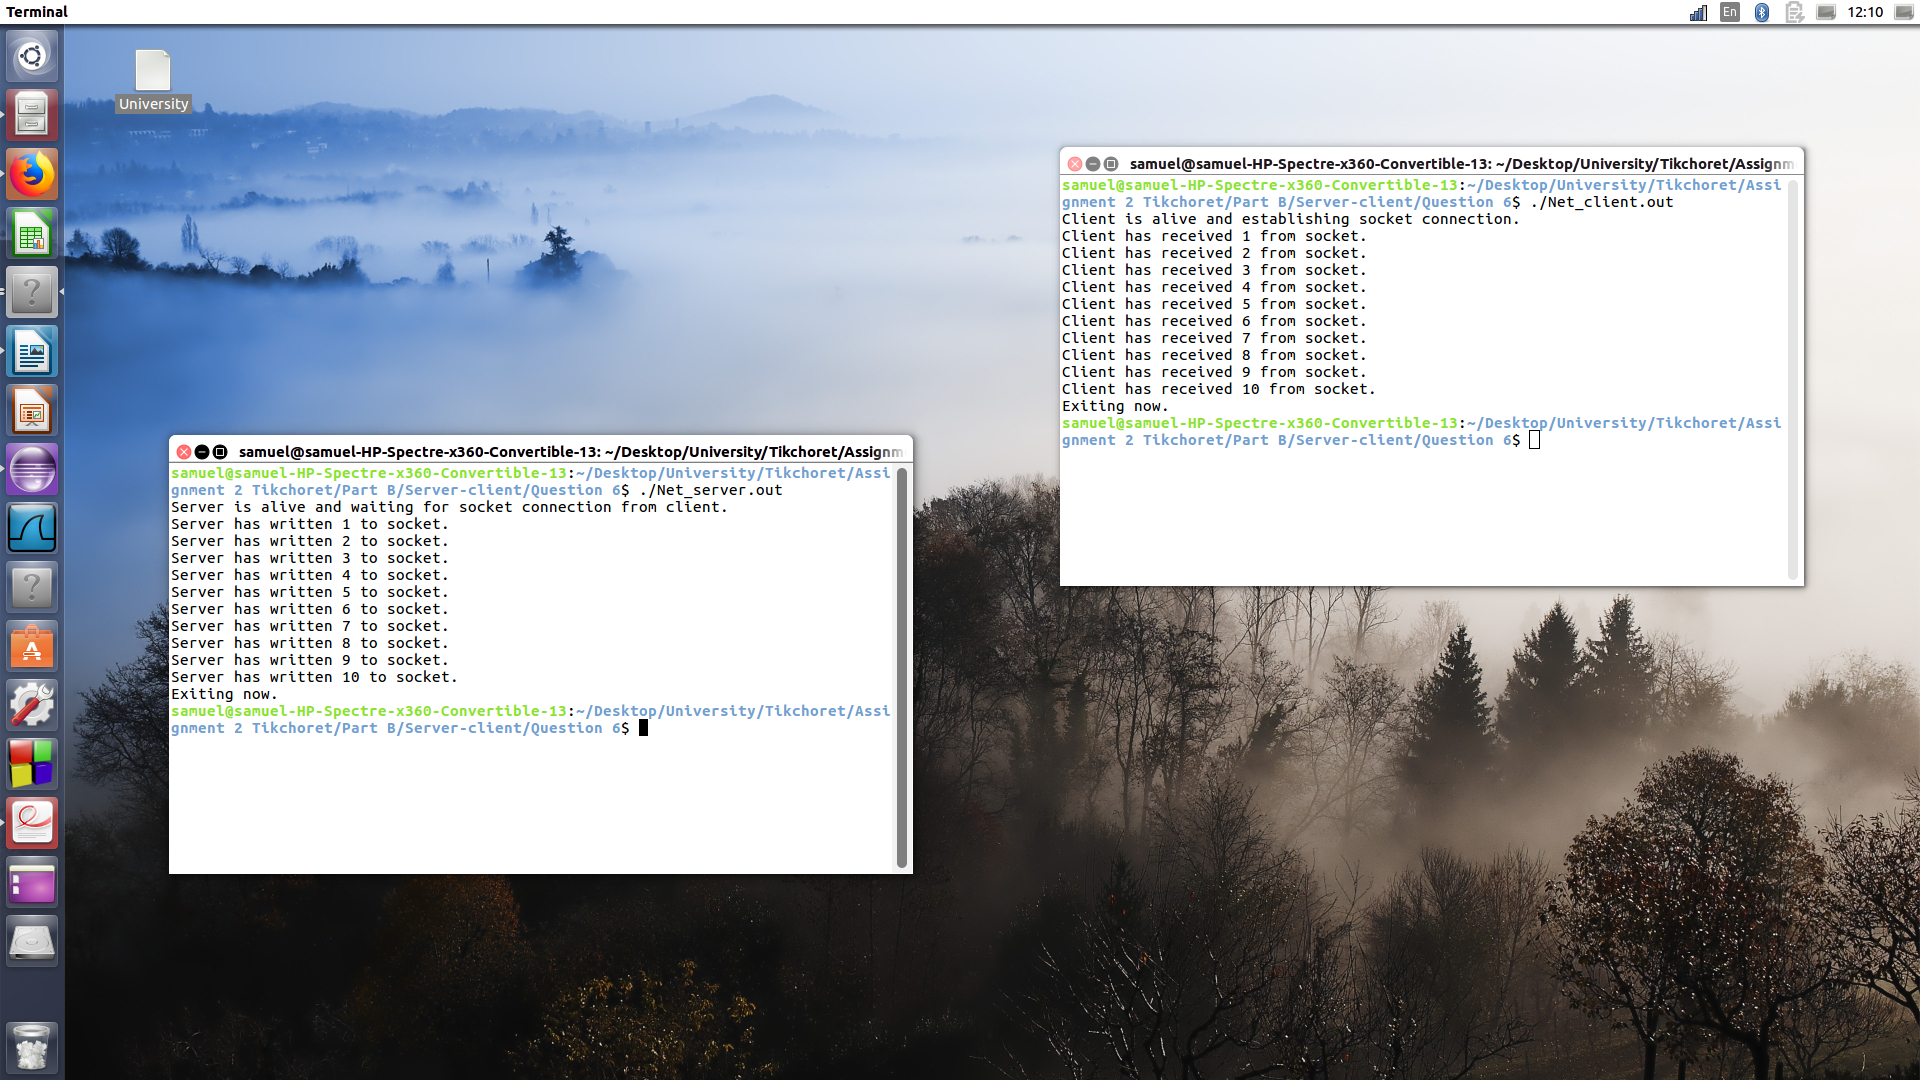 Terminal
En
12:10
University
samuel@samuel-HP-Spectre-x360-Convertible-13: ~/Desktop/University/Tikchoret/Assignm
samuel@samuel-HP-Spectre-x360-Convertible-13:~/Desktop/University/Tikchoret/Assi
gnment 2 Tikchoret/Part B/Server-client/Question 6$ ./Net_client.out
Client is alive and establishing socket connection.
Client has received 1 from socket.
Client has received 2 from socket.
Client has received 3 from socket.
Client has received 4 from socket.
Client has received 5 from socket.
Client has received 6 from socket.
Client has received 7 from socket.
Client has received 8 from socket.
Client has received 9 from socket.
Client has received 10 from socket.
Exiting now.
samuel@samuel-HP-Spectre-x360-Convertible-13:~/Desktop/University/Tikchoret/Assi
gnment 2 Tikchoret/Part B/Server-client/Question 6$
samuel@samuel-HP-Spectre-x360-Convertible-13: ~/Desktop/University/Tikchoret/Assignm
samuel@samuel-HP-Spectre-x360-Convertible-13:~/Desktop/University/Tikchoret/Assi
gnment 2 Tikchoret/Part B/Server-client/Question 6$ ./Net_server.out
Server is alive and waiting for socket connection from client.
Server has written 1 to socket.
Server has written 2 to socket.
Server has written 3 to socket.
Server has written 4 to socket.
Server has written 5 to socket.
Server has written 6 to socket.
Server has written 7 to socket.
Server has written 8 to socket.
Server has written 9 to socket.
Server has written 10 to socket.
Exiting now.
samuel@samuel-HP-Spectre-x360-Convertible-13:~/Desktop/University/Tikchoret/Assi
gnment 2 Tikchoret/Part B/Server-client/Question 6$